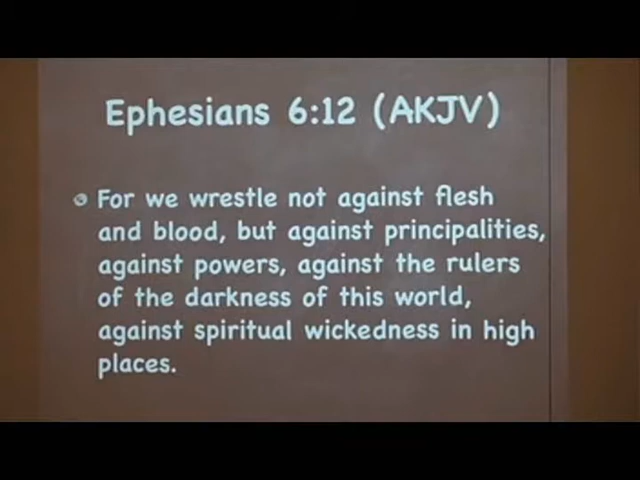 Ephesians 6:12 (AKJV)
For we wrestle not against flesh
and blood, but against principalities,
against powers, against the rulers
of the darkness of this world,
against spiritual wickedness in high
places.